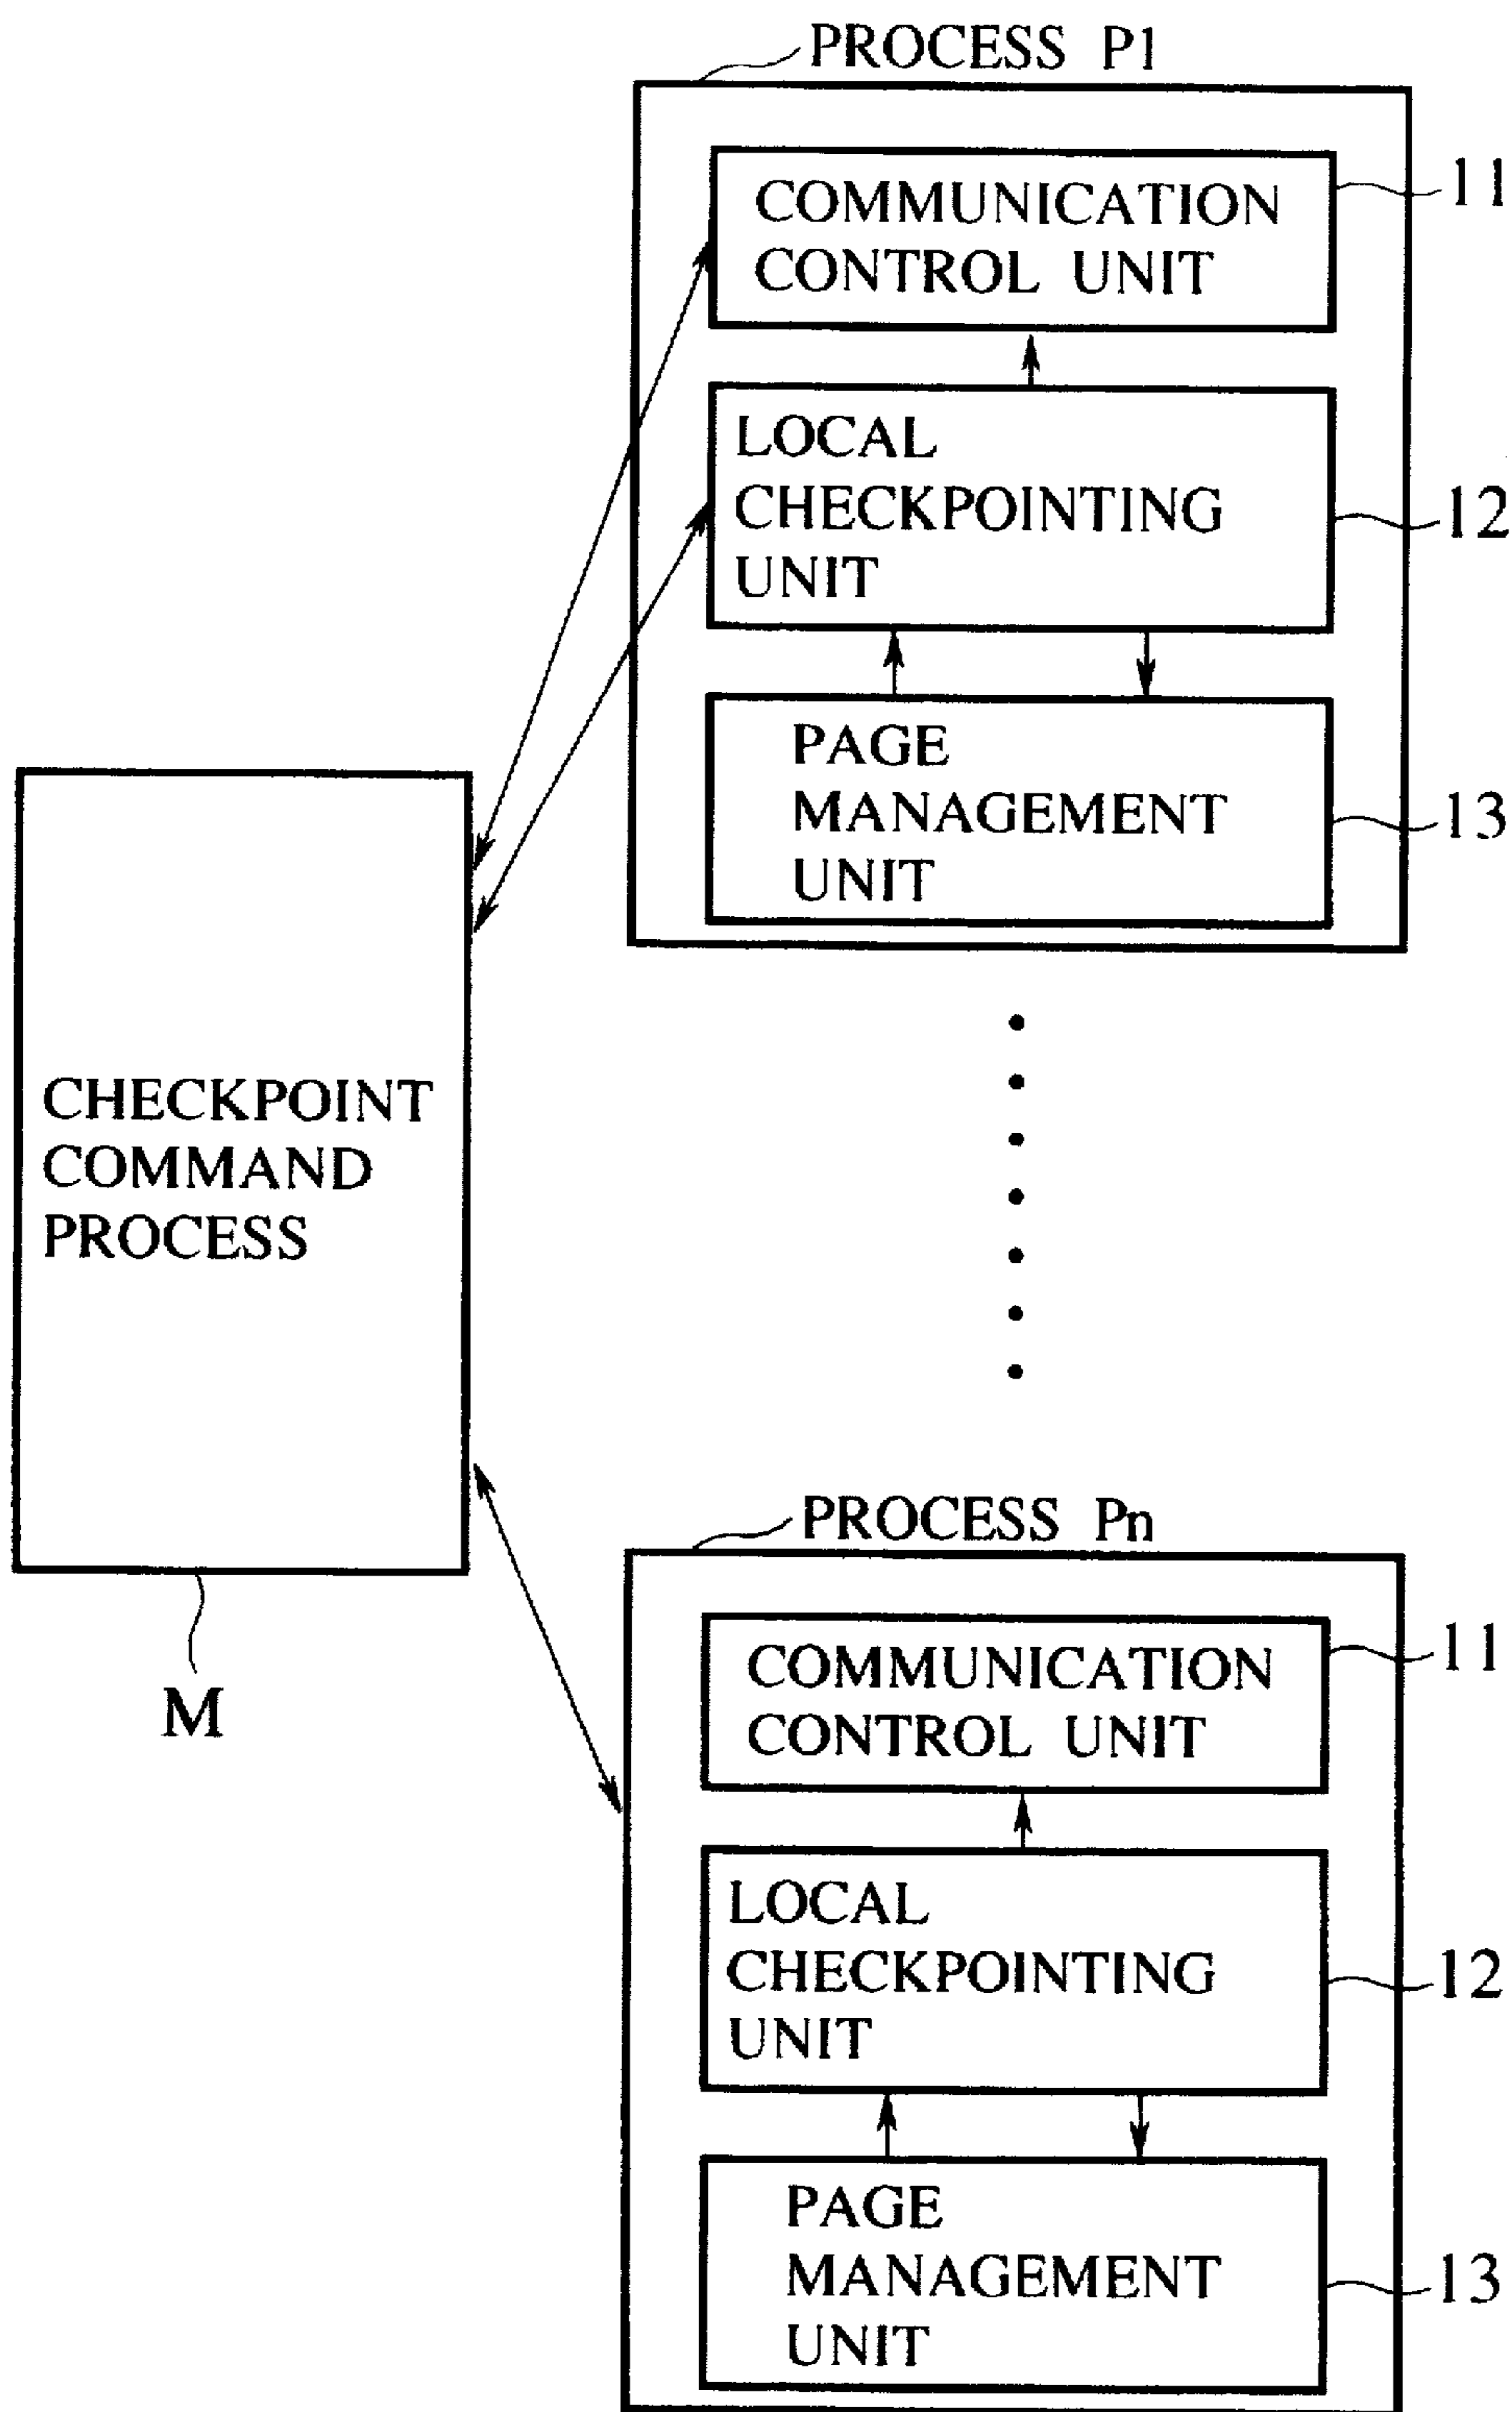 PROCESS P1
COMMUNICATION
CONTROL UNIT
11
LOCAL
CHECKPOINTING
UNIT
12
PAGE
MANAGEMENT
UNIT
13
CHECKPOINT
COMMAND
PROCESS
M
PROCESS Pn
COMMUNICATION
CONTROL UNIT
11
LOCAL
CHECKPOINTING
UNIT
12
PAGE
MANAGEMENT
UNIT
13